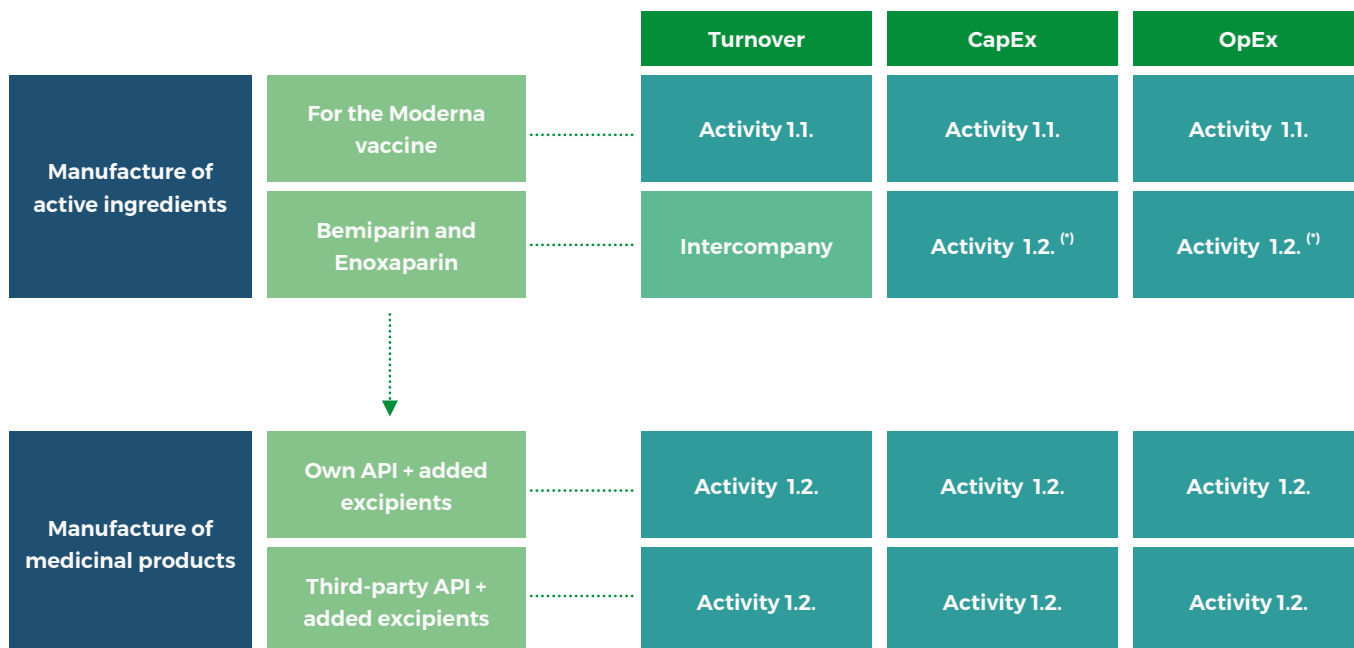 Turnover
CapEx
OpEx
Manufacture of
active ingredients
For the Moderna
vaccine
Activity 1.1.
Activity 1.1.
Activity 1.1.
Bemiparin and
Enoxaparin
Intercompany
Activity 1.2. (*)
Activity 1.2. (*)
Manufacture of
medicinal products
Own API + added
excipients
Activity 1.2.
Activity 1.2.
Activity 1.2.
Third-party API +
added excipients
Activity 1.2.
Activity 1.2.
Activity 1.2.